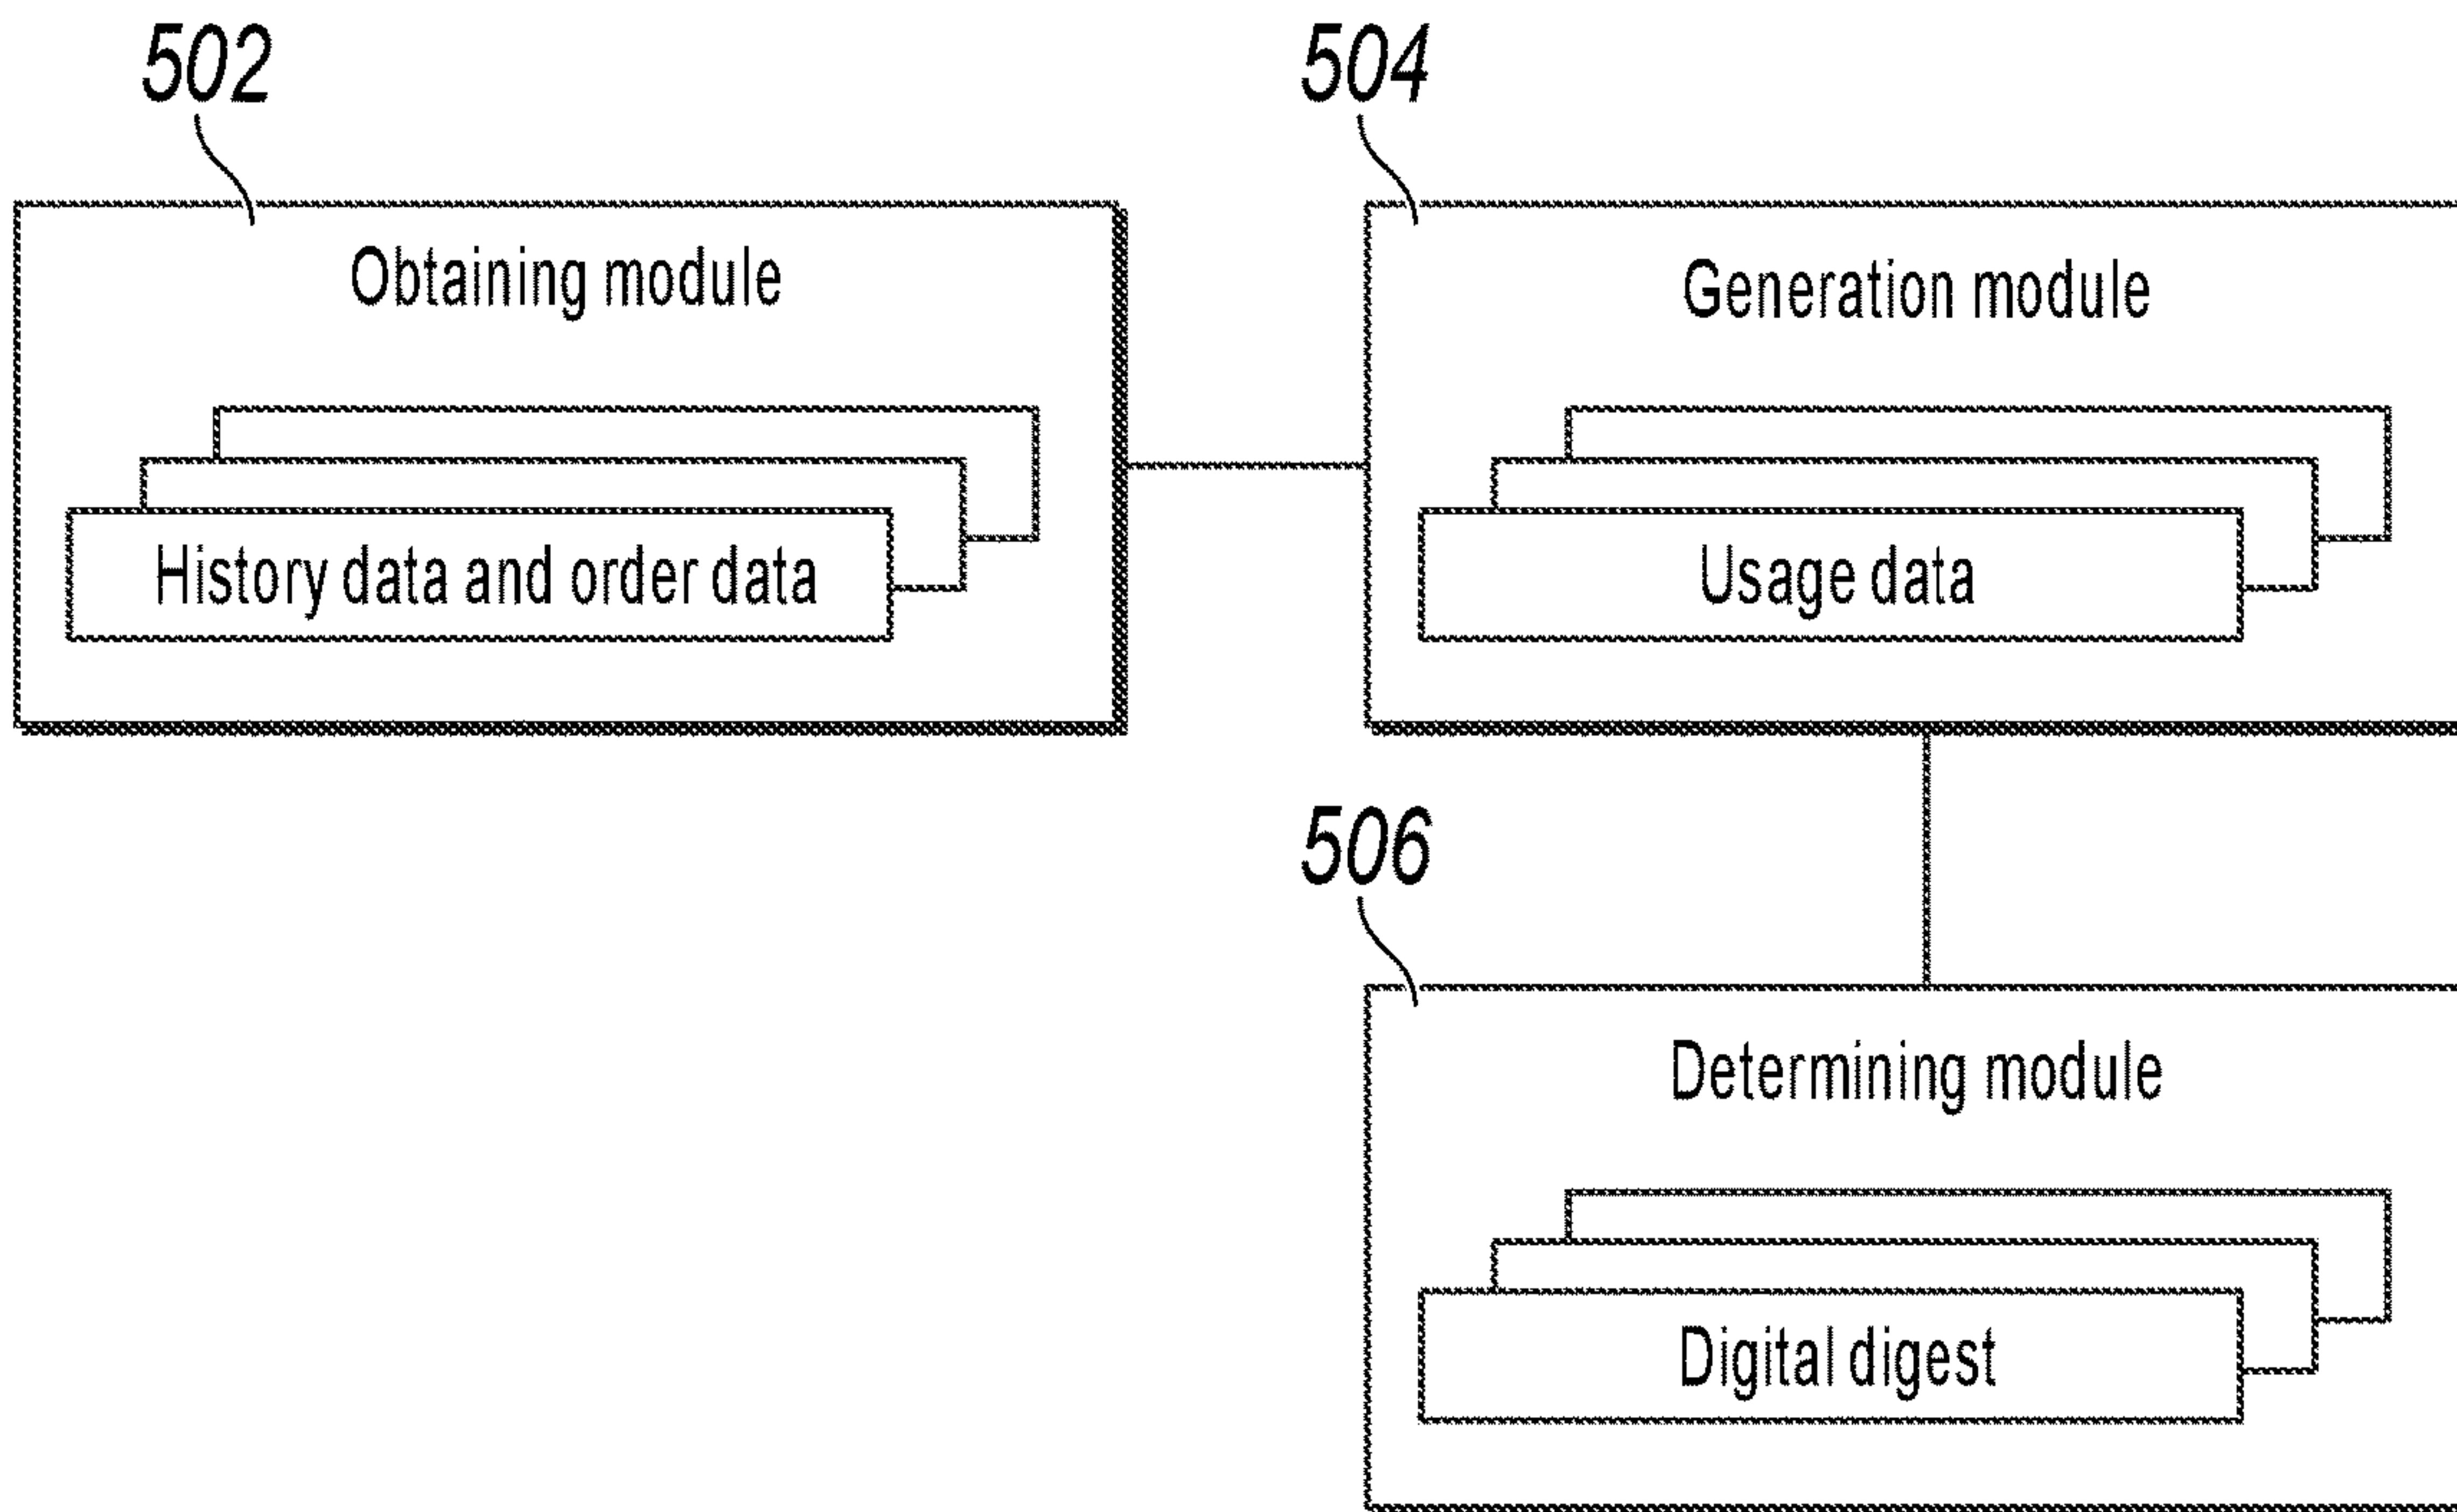 502
504
Obtaining module
Generation module
History data and order data
Usage data
506
Determining module
Digital digest